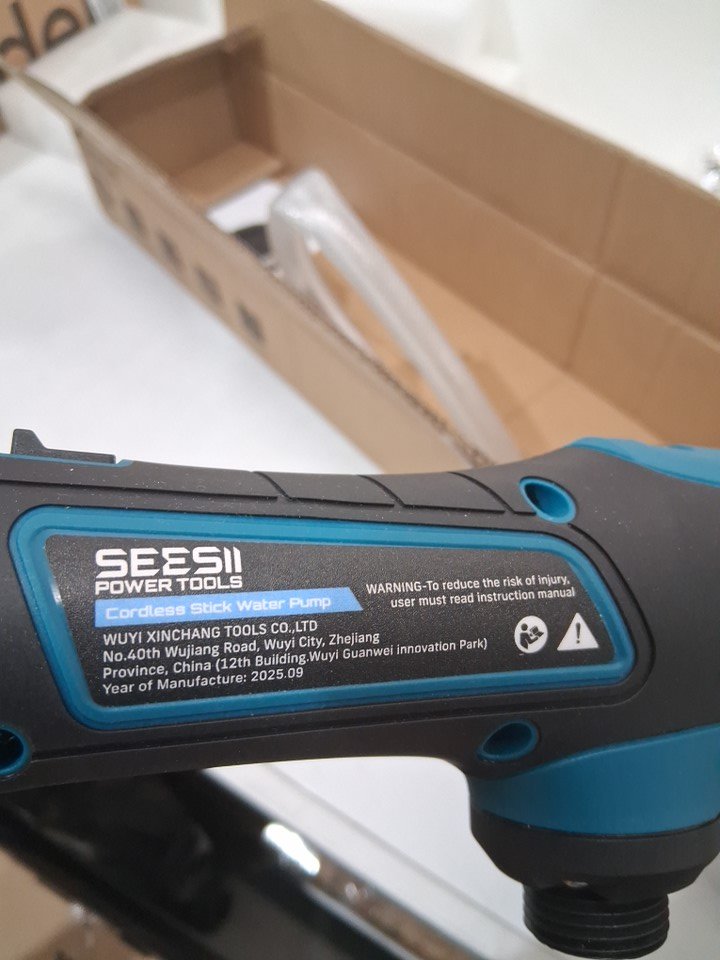 del
SEESII
POWER TOOLS
Cordless Stick Water Pump
WARNING-To reduce the risk of injury,
user must read instruction manual
WUYI XINCHANG TOOLS CO.,LTD
No.40th Wujiang Road, Wuyi City, Zhejiang
Province, China (12th Building,Wuyi Guanwei innovation Park)
Year of Manufacture: 2025.09